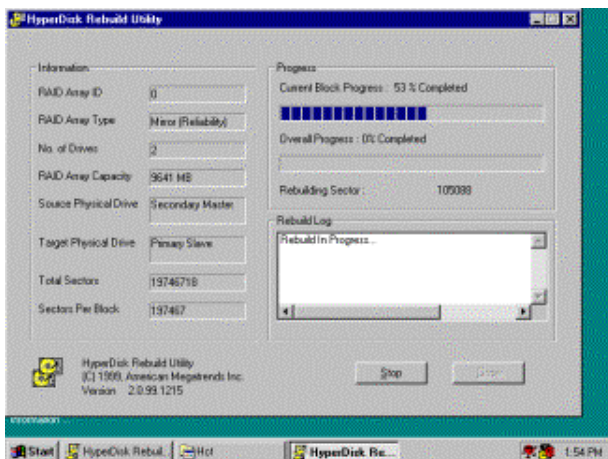 HyperDisk Rebuild Utility
Information
RAID Array ID
0
RAID Array Type
Mirror (Reliability)
No. of Drives
2
RAID Array Capacity
9641 MB
Source Physical Drive
Secondary Master
Target Physical Drive
Primary Slave
Total Sectors
19746718
Sectors Per Block
197467
Progress
Current Block Progress : 53 % Completed
Overall Progress : 0% Completed
Rebuilding Sector :
105088
Rebuild Log
Rebuild In Progress...
HyperDisk Rebuild Utility
(C) 1999, American Megatrends Inc.
Version 2.0.99.1215
Stop
Information
Start
HyperDisk Rebuil...
Hct
HyperDisk Re...
1:54 PM